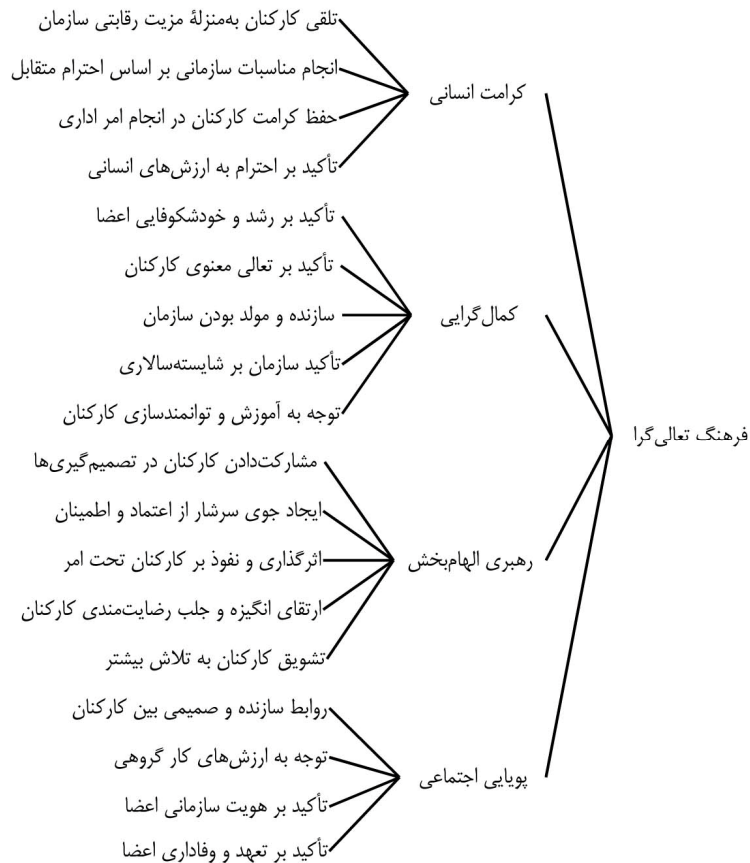 فرهنگ تعالی‌گرا
کرامت انسانی
تلقی کارکنان به‌منزلهٔ مزیت رقابتی سازمان
انجام مناسبات سازمانی بر اساس احترام متقابل
حفظ کرامت کارکنان در انجام امر اداری
تأکید بر احترام به ارزش‌های انسانی
کمال‌گرایی
تأکید بر رشد و خودشکوفایی اعضا
تأکید بر تعالی معنوی کارکنان
سازنده و مولد بودن سازمان
تأکید سازمان بر شایسته‌سالاری
توجه به آموزش و توانمندسازی کارکنان
رهبری الهام‌بخش
مشارکت‌دادن کارکنان در تصمیم‌گیری‌ها
ایجاد جوی سرشار از اعتماد و اطمینان
اثرگذاری و نفوذ بر کارکنان تحت امر
ارتقای انگیزه و جلب رضایت‌مندی کارکنان
تشویق کارکنان به تلاش بیشتر
پویایی اجتماعی
روابط سازنده و صمیمی بین کارکنان
توجه به ارزش‌های کار گروهی
تأکید بر هویت سازمانی اعضا
تأکید بر تعهد و وفاداری اعضا